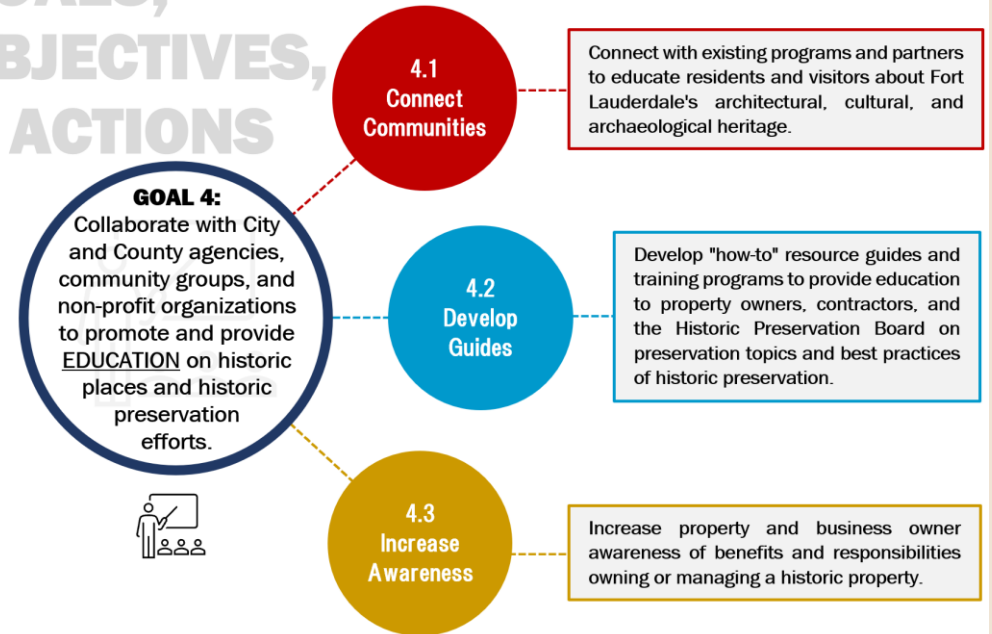 OALS,
BJECTIVES,
ACTIONS
GOAL 4:
Collaborate with City
and County agencies,
community groups, and
non-profit organizations
to promote and provide
EDUCATION on historic
places and historic
preservation
efforts.
4.1
Connect
Communities
Connect with existing programs and partners
to educate residents and visitors about Fort
Lauderdale's architectural, cultural, and
archaeological heritage.
4.2
Develop
Guides
Develop "how-to" resource guides and
training programs to provide education
to property owners, contractors, and
the Historic Preservation Board on
preservation topics and best practices
of historic preservation.
4.3
Increase
Awareness
Increase property and business owner
awareness of benefits and responsibilities
owning or managing a historic property.